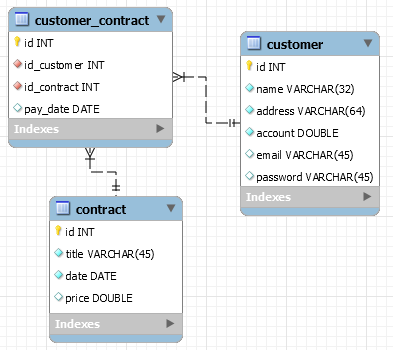 customer_contract
id INT
id_customer INT
id_contract INT
pay_date DATE
Indexes
customer
id INT
name VARCHAR(32)
address VARCHAR(64)
account DOUBLE
email VARCHAR(45)
password VARCHAR(45)
Indexes
contract
id INT
title VARCHAR(45)
date DATE
price DOUBLE
Indexes